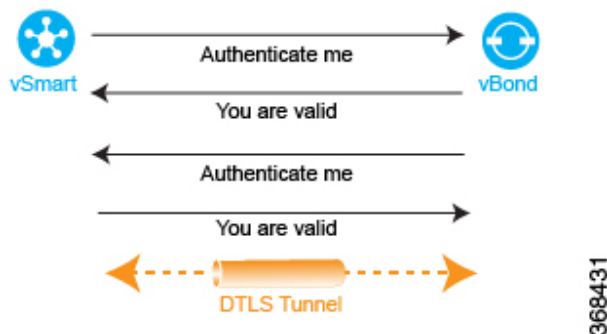 vSmart
vBond
Authenticate me
You are valid
Authenticate me
You are valid
DTLS Tunnel
368431